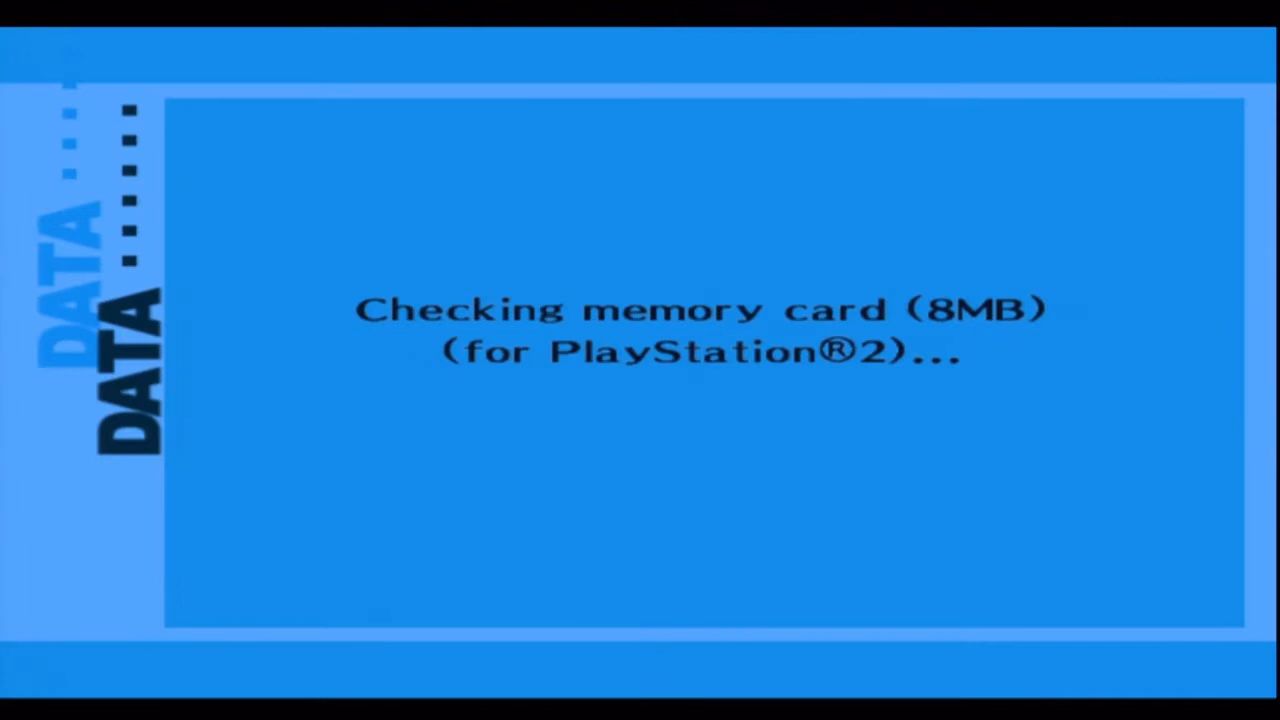 DATA ......
DATA ....
Checking memory card (8MB)
(for PlayStation®2)...